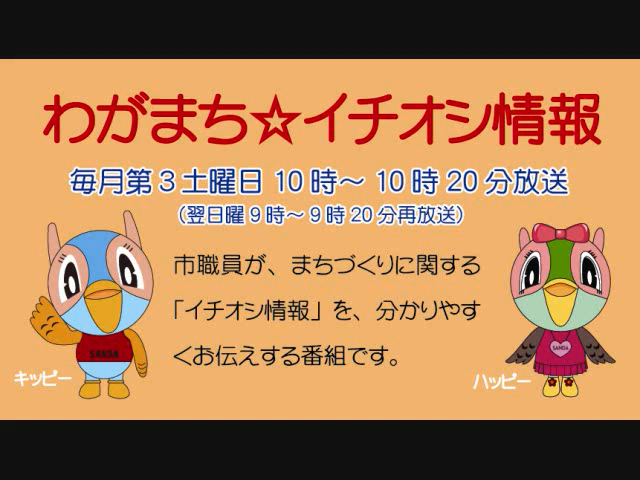 わがまち☆イチオシ情報
毎月第3土曜日 10時～10時20分放送
（翌日曜9時～9時20分再放送）
市職員が、まちづくりに関する
「イチオシ情報」を、分かりやす
くお伝えする番組です。
SANDA
キッピー
SANDA
ハッピー